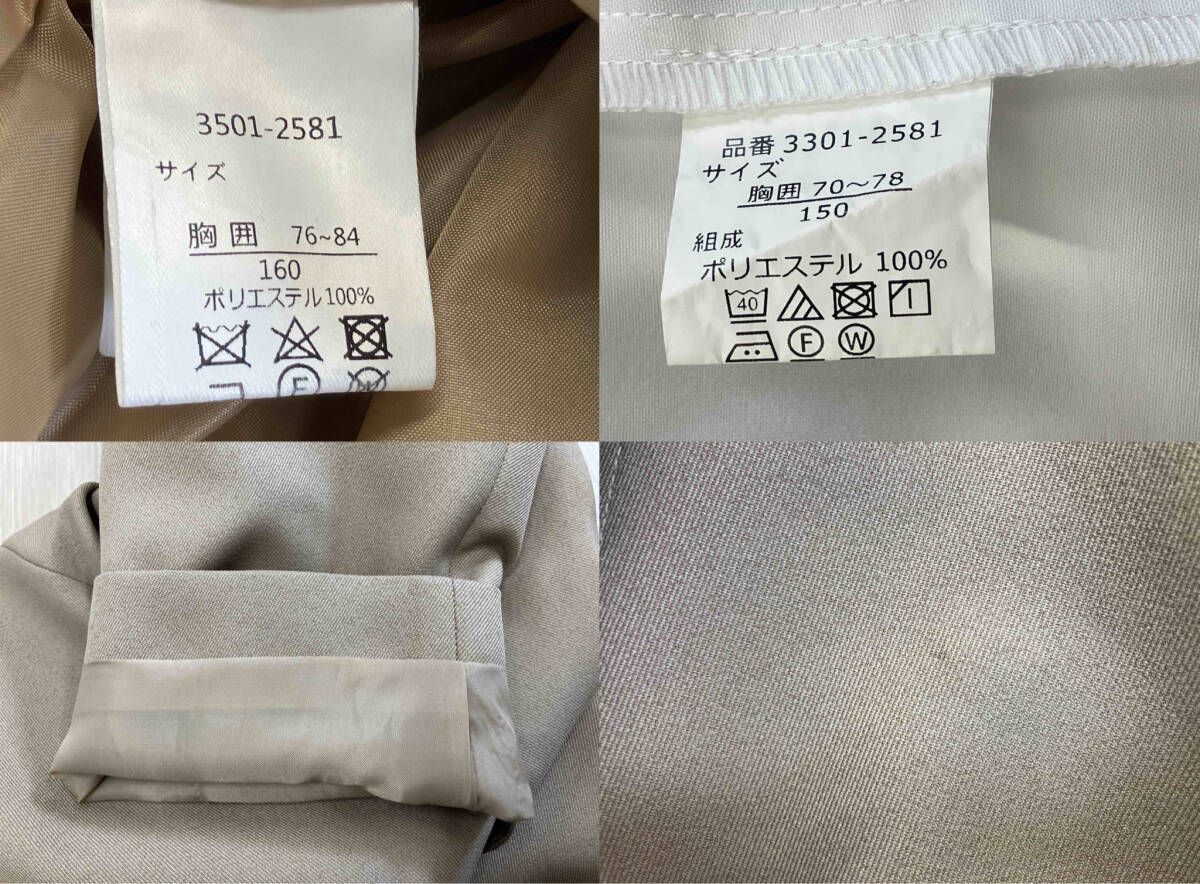 3501-2581
サイズ
胸囲 76~84
160
ポリエステル100%
品番 3301-2581
サイズ
胸囲 70～78
150
組成
ポリエステル 100%
40
F
W